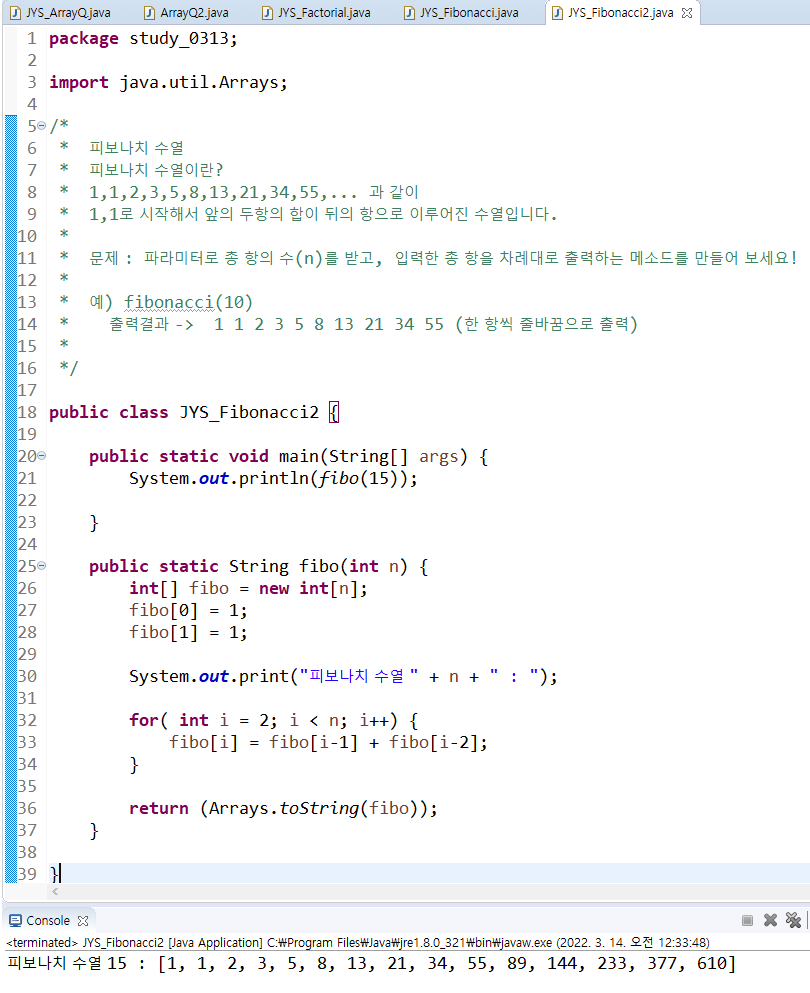 JYS_ArrayQ.java ArrayQ2.java JYS_Factorial.java JYS_Fibonacci.java JYS_Fibonacci2.java
1 package study_0313;
2
3 import java.util.Arrays;
4
5 /*
6 * 피보나치 수열
7 * 피보나치 수열이란?
8 * 1,1,2,3,5,8,13,21,34,55,... 과 같이
9 * 1,1로 시작해서 앞의 두항의 합이 뒤의 항으로 이루어진 수열입니다.
10 *
11 * 문제 : 파라미터로 총 항의 수(n)를 받고, 입력한 총 항을 차례대로 출력하는 메소드를 만들어 보세요!
12 *
13 * 예) fibonacci(10)
14 * 출력결과 -> 1 1 2 3 5 8 13 21 34 55 (한 항씩 줄바꿈으로 출력)
15 *
16 */
17
18 public class JYS_Fibonacci2 {
19
20 public static void main(String[] args) {
21 System.out.println(fibo(15));
22
23 }
24
25 public static String fibo(int n) {
26 int[] fibo = new int[n];
27 fibo[0] = 1;
28 fibo[1] = 1;
29
30 System.out.print("피보나치 수열 " + n + " : ");
31
32 for( int i = 2; i < n; i++) {
33 fibo[i] = fibo[i-1] + fibo[i-2];
34 }
35
36 return (Arrays.toString(fibo));
37 }
38
39 }
Console
<terminated> JYS_Fibonacci2 [Java Application] C:₩Program Files₩Java₩jre1.8.0_321₩bin₩javaw.exe (2022. 3. 14. 오전 12:33:48)
피보나치 수열 15 : [1, 1, 2, 3, 5, 8, 13, 21, 34, 55, 89, 144, 233, 377, 610]